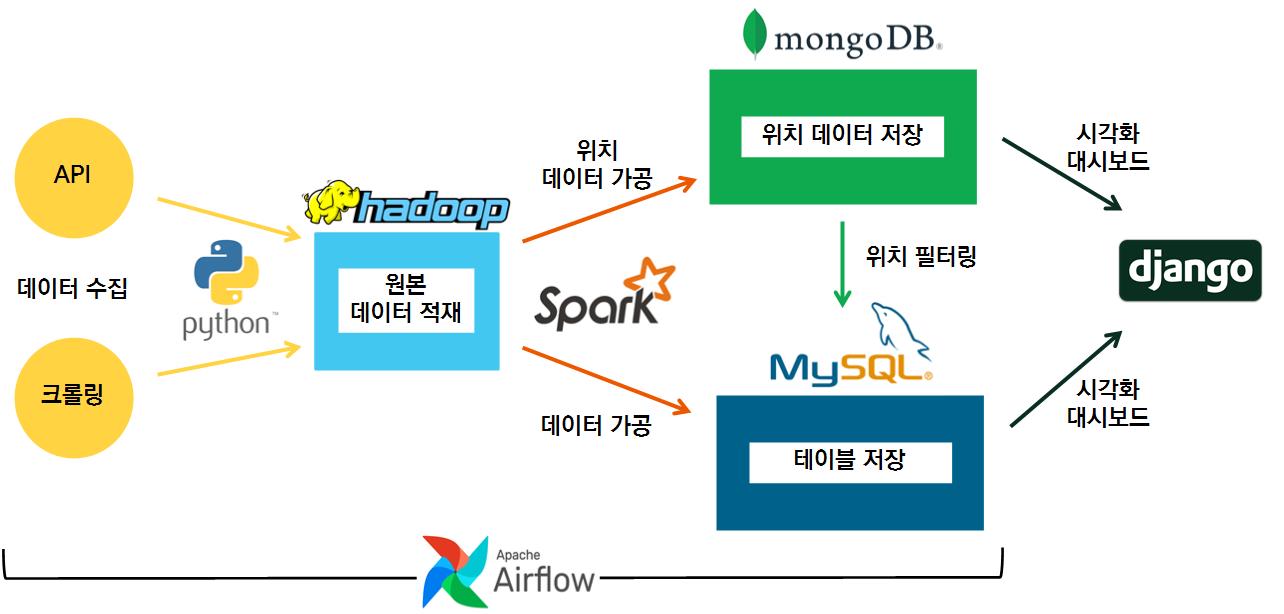 mongoDB®
위치 데이터 저장
시각화
대시보드
위치
데이터 가공
API
hadoop
원본
데이터 적재
데이터 수집
python™
Spark
위치 필터링
django
MySQL®
크롤링
데이터 가공
테이블 저장
시각화
대시보드
Apache
Airflow